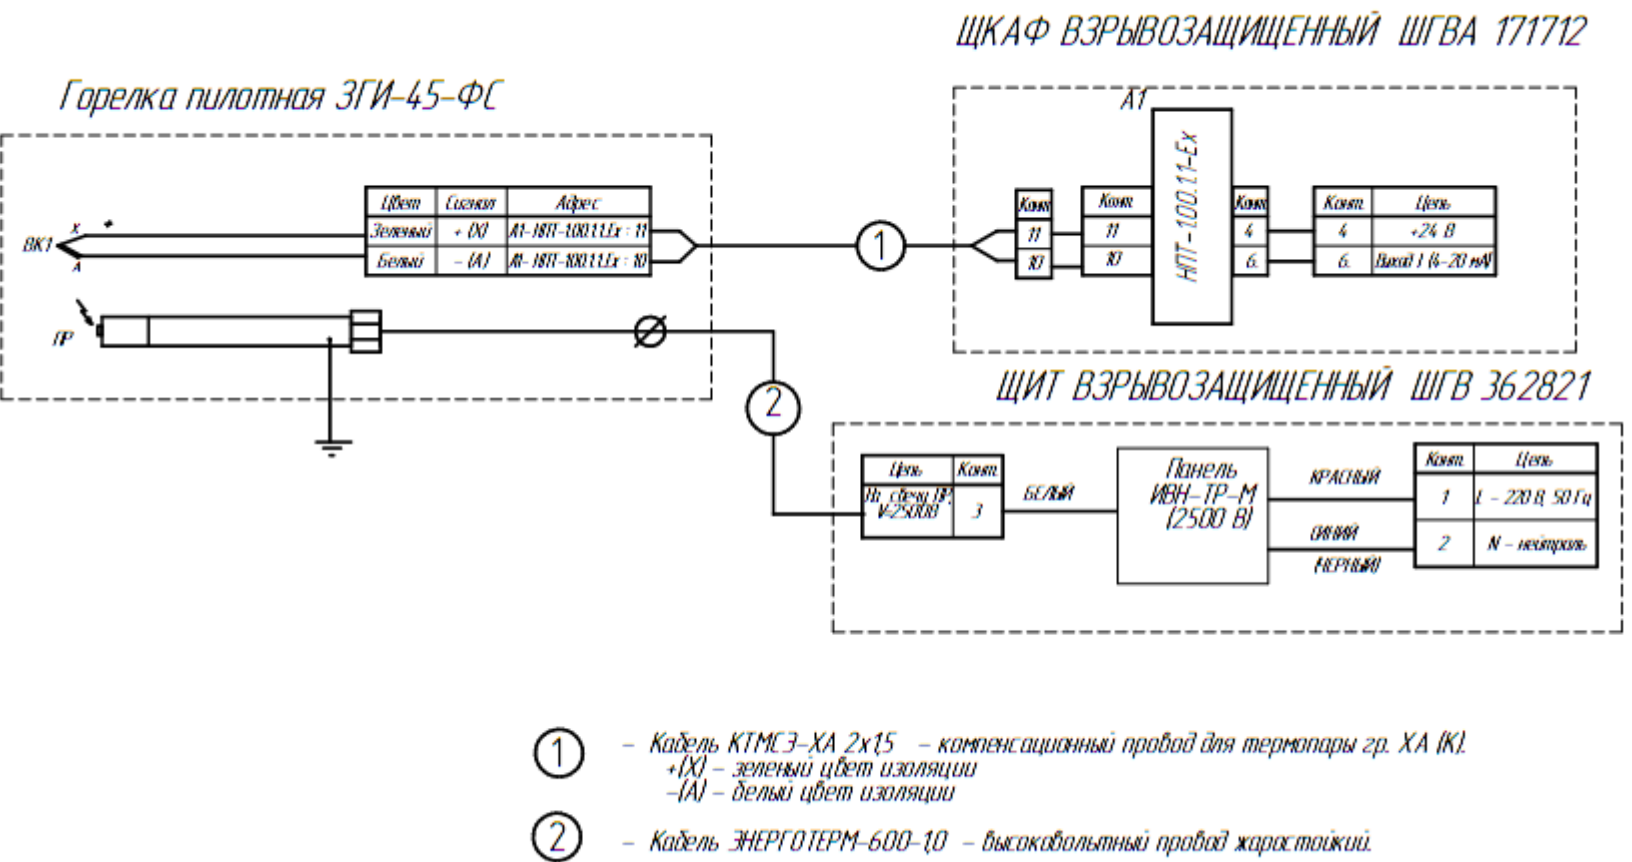 ШКАФ ВЗРЫВОЗАЩИЩЕННЫЙ ШГВА 171712
Горелка пилотная ЗГИ-45-ФС
А1
НПТ-100.1.1-Ex
Цвет Сигнал Адрес
Зеленый + (Х) А1-НПТ-100.1.1.Ex : 11
Белый - (А) А1-НПТ-100.1.1.Ex : 10
ВК1
Х
+
А
1
Конт.
11
10
Конт.
11
10
Конт.
4
6
Конт. Цепь
4 +24 В
6 Выход I (4-20 мА)
ПР
2
ЩИТ ВЗРЫВОЗАЩИЩЕННЫЙ ШГВ 362821
Цепь Конт.
На свечу ПР, 3
V=2500В
БЕЛЫЙ
Панель
ИВН-ТР-М
(2500 В)
КРАСНЫЙ
СИНИЙ
(ЧЕРНЫЙ)
Конт. Цепь
1 L - 220 В, 50 Гц
2 N - нейтраль
1 - Кабель КТМСЭ-ХА 2х1,5 - компенсационный провод для термопары гр. ХА (К).
+(Х) - зеленый цвет изоляции
-(А) - белый цвет изоляции
2 - Кабель ЭНЕРГОТЕРМ-600-1,0 - высоковольтный провод жаростойкий.